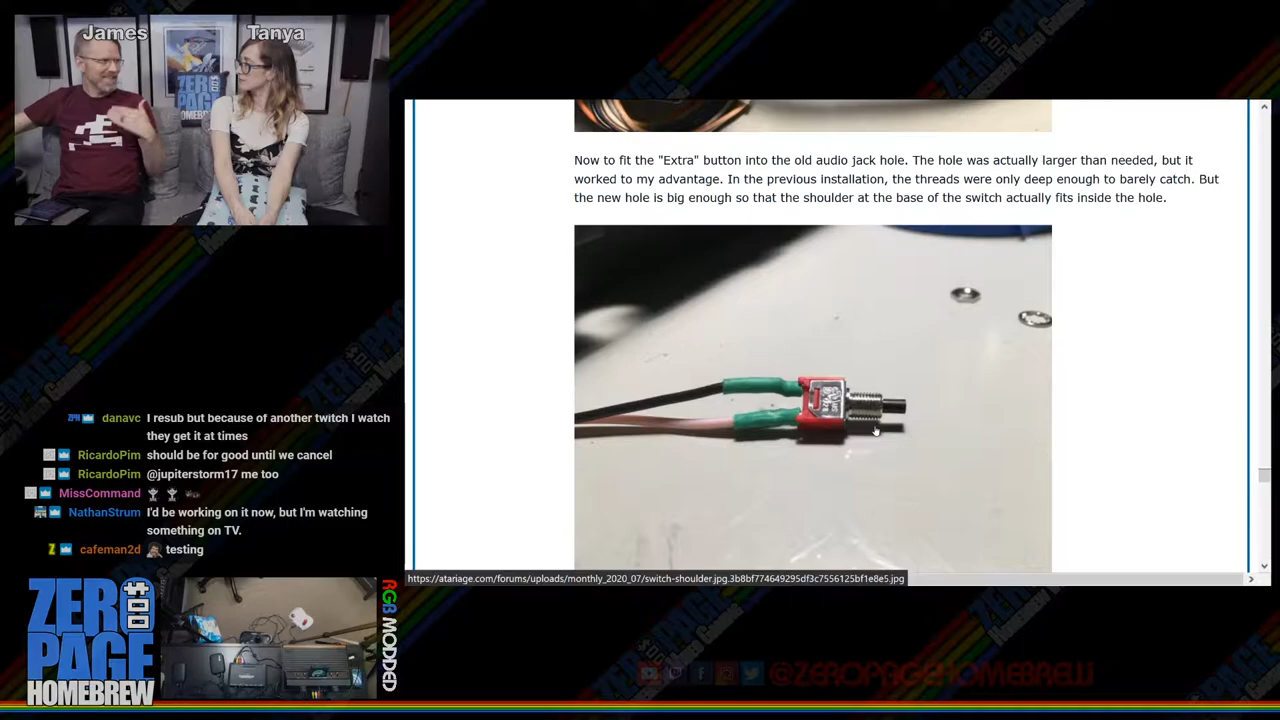 James
Tanya
ZERO
PAGE
Now to fit the "Extra" button into the old audio jack hole. The hole was actually larger than needed, but it
worked to my advantage. In the previous installation, the threads were only deep enough to barely catch. But
the new hole is big enough so that the shoulder at the base of the switch actually fits inside the hole.
danavc I resub but because of another twitch I watch
they get it at times
RicardoPim should be for good until we cancel
RicardoPim @jupiterstorm17 me too
MissCommand
NathanStrum I'd be working on it now, but I'm watching
something on TV.
cafeman2d testing
https://atariage.com/forums/uploads/monthly_2020_07/switch-shoulder.jpg.3b8bf774649295df3c7556125bf1e8e5.jpg
ZERO
PAGE
HOMEBREW
RGB MODDED
@ZEROPAGEHOMEBREW